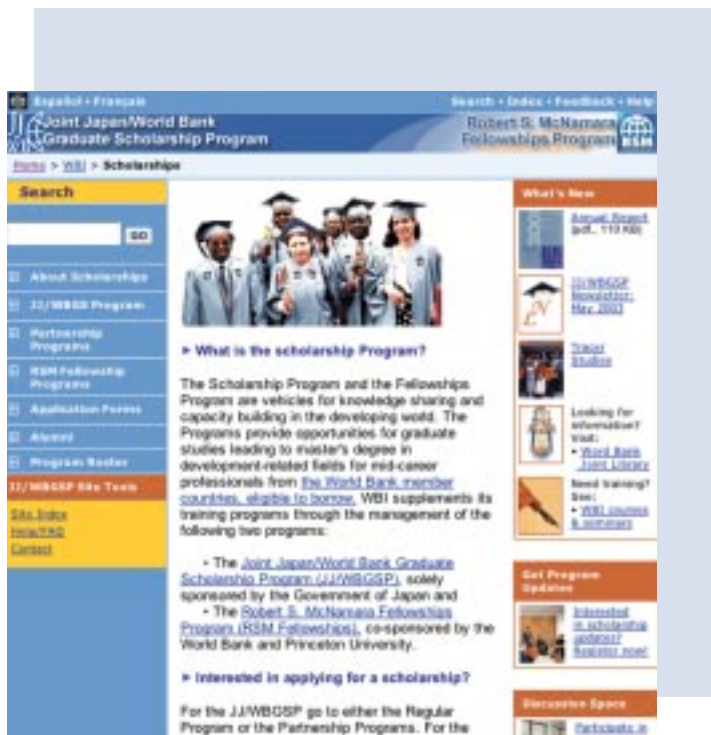 Español • Français
Search • Index • Feedback • Help
Joint Japan/World Bank
Graduate Scholarship Program
Robert S. McNamara
Fellowships Program
RSM
Home > WBI > Scholarships
Search
GO
About Scholarships
JJ/WBGS Program
Partnership
Programs
RSM Fellowship
Programs
Application Forms
Alumni
Program Roster
JJ/WBGSP Site Tools
Site Index
Help/FAQ
Contact
What is the scholarship Program?
The Scholarship Program and the Fellowships
Program are vehicles for knowledge sharing and
capacity building in the developing world. The
Programs provide opportunities for graduate
studies leading to master's degree in
development-related fields for mid-career
professionals from the World Bank member
countries, eligible to borrow. WBI supplements its
training programs through the management of the
following two programs:
• The Joint Japan/World Bank Graduate
Scholarship Program (JJ/WBGSP), solely
sponsored by the Government of Japan and
• The Robert S. McNamara Fellowships
Program (RSM Fellowships), co-sponsored by the
World Bank and Princeton University.
Interested in applying for a scholarship?
For the JJ/WBGSP go to either the Regular
Program or the Partnership Programs. For the
What's New
Annual Report
(pdf., 110 KB)
JJ/WBGSP
Newsletter:
May 2003
Tracer
Studies
Looking for
information?
Visit:
• Word Bank
Joint Library
Need training?
See:
• WBI courses
& seminars
Get Program
Updates
Interested
in scholarship
updates?
Register now!
Discussion Space
Participate in